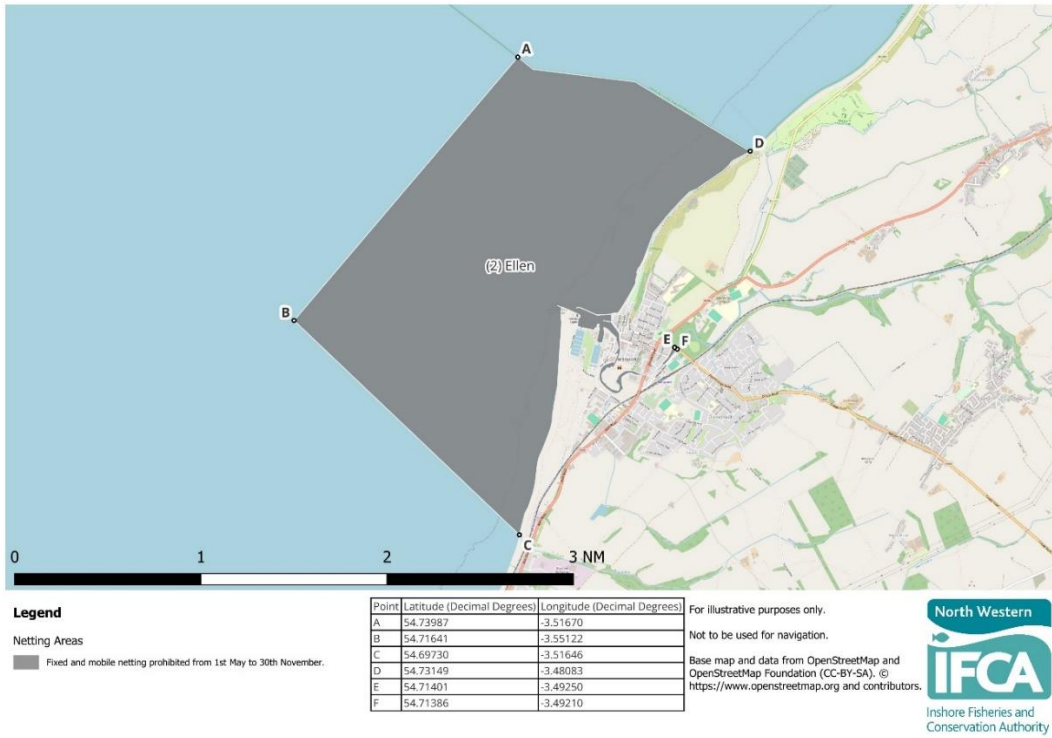 A
D
(2) Ellen
B
E F
C
0 1 2 3 NM
Legend
Netting Areas
Fixed and mobile netting prohibited from 1st May to 30th November.
Point Latitude (Decimal Degrees) Longitude (Decimal Degrees)
A 54.73987 -3.51670
B 54.71641 -3.55122
C 54.69730 -3.51646
D 54.73149 -3.48083
E 54.71401 -3.49250
F 54.71386 -3.49210
For illustrative purposes only.
Not to be used for navigation.
Base map and data from OpenStreetMap and
OpenStreetMap Foundation (CC-BY-SA). ©
https://www.openstreetmap.org and contributors.
North Western
IFCA
Inshore Fisheries and
Conservation Authority